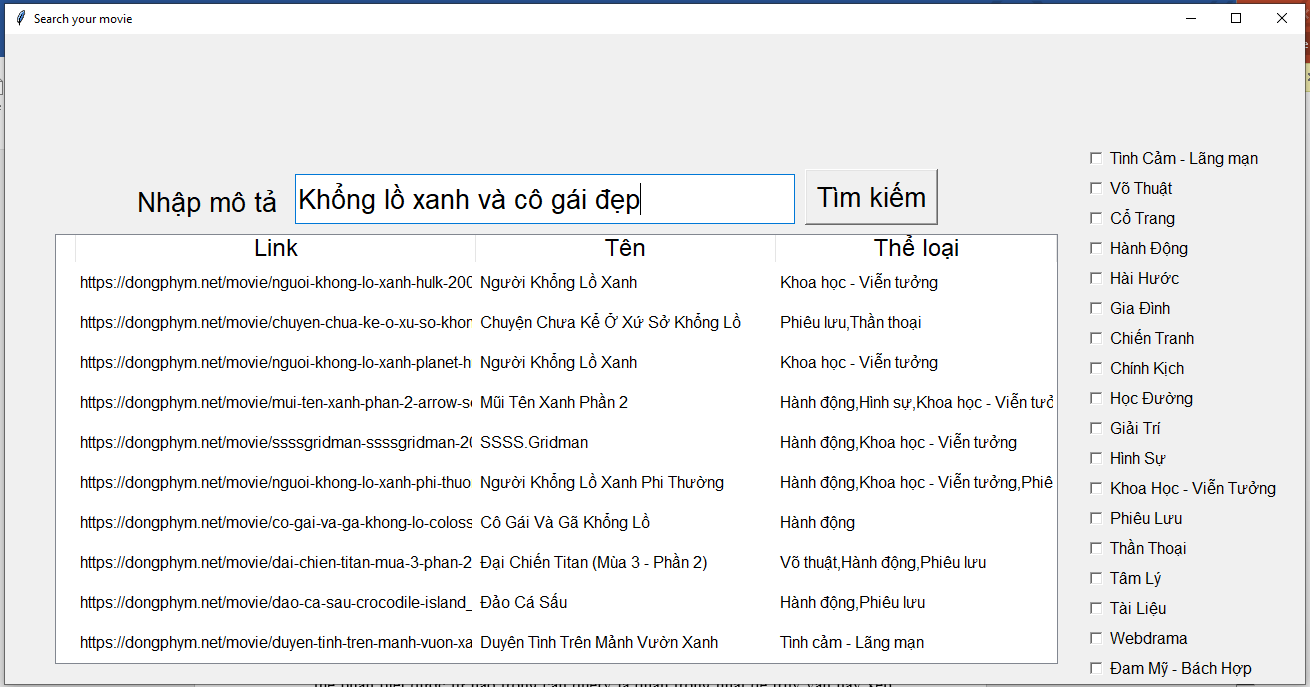 Search your movie
Nhập mô tả Khổng lồ xanh và cô gái đẹp Tìm kiếm
Link Tên Thể loại
https://dongphym.net/movie/nguoi-khong-lo-xanh-hulk-200 Người Khổng Lồ Xanh Khoa học - Viễn tưởng
https://dongphym.net/movie/chuyen-chua-ke-o-xu-so-khon Chuyện Chưa Kể Ở Xứ Sở Khổng Lồ Phiêu lưu,Thần thoại
https://dongphym.net/movie/nguoi-khong-lo-xanh-planet-h Người Khổng Lồ Xanh Khoa học - Viễn tưởng
https://dongphym.net/movie/mui-ten-xanh-phan-2-arrow-se Mũi Tên Xanh Phần 2 Hành động,Hình sự,Khoa học - Viễn tưở
https://dongphym.net/movie/ssssgridman-ssssgridman-20 SSSS.Gridman Hành động,Khoa học - Viễn tưởng
https://dongphym.net/movie/nguoi-khong-lo-xanh-phi-thuo Người Khổng Lồ Xanh Phi Thường Hành động,Khoa học - Viễn tưởng,Phiê
https://dongphym.net/movie/co-gai-va-ga-khong-lo-coloss Cô Gái Và Gã Khổng Lồ Hành động
https://dongphym.net/movie/dai-chien-titan-mua-3-phan-2 Đại Chiến Titan (Mùa 3 - Phần 2) Võ thuật,Hành động,Phiêu lưu
https://dongphym.net/movie/dao-ca-sau-crocodile-island_ Đảo Cá Sấu Hành động,Phiêu lưu
https://dongphym.net/movie/duyen-tinh-tren-manh-vuon-xa Duyên Tình Trên Mảnh Vườn Xanh Tình cảm - Lãng mạn
Tình Cảm - Lãng mạn
Võ Thuật
Cổ Trang
Hành Động
Hài Hước
Gia Đình
Chiến Tranh
Chính Kịch
Học Đường
Giải Trí
Hình Sự
Khoa Học - Viễn Tưởng
Phiêu Lưu
Thần Thoại
Tâm Lý
Tài Liệu
Webdrama
Đam Mỹ - Bách Hợp